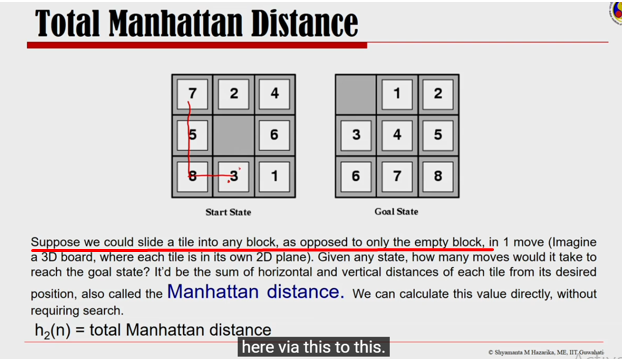 Total Manhattan Distance
7 2 4
5 6
8 3 1
Start State
1 2
3 4 5
6 7 8
Goal State
Suppose we could slide a tile into any block, as opposed to only the empty block, in 1 move (Imagine
a 3D board, where each tile is in its own 2D plane). Given any state, how many moves would it take to
reach the goal state? It'd be the sum of horizontal and vertical distances of each tile from its desired
position, also called the Manhattan distance. We can calculate this value directly, without
requiring search.
h₂(n) = total Manhattan distance
here via this to this.
© Shyamanta M Hazarika, ME, IIT Guwahati